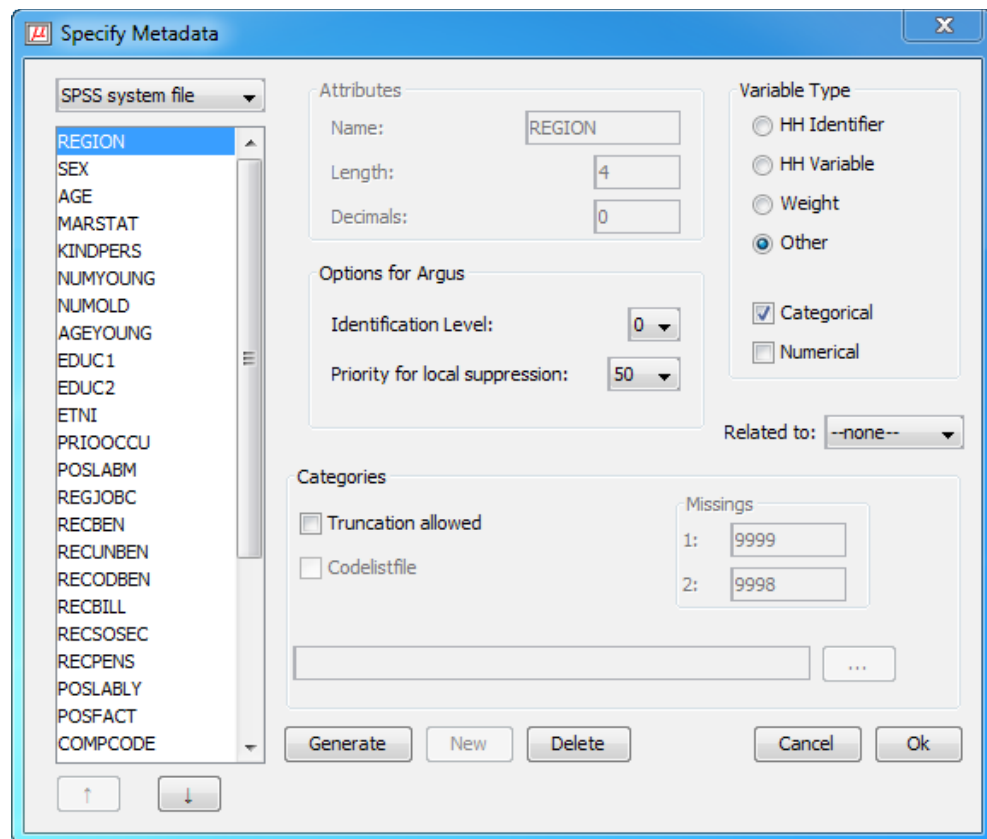 µ Specify Metadata
SPSS system file
REGION
SEX
AGE
MARSTAT
KINDPERS
NUMYOUNG
NUMOLD
AGEYOUNG
EDUC1
EDUC2
ETNI
PRIOOCCU
POSLABM
REGJOBC
RECBEN
RECUNBEN
RECODBEN
RECBILL
RECSOSEC
RECPENS
POSLABLY
POSFACT
COMPCODE
↑ ↓
Attributes
Name: REGION
Length: 4
Decimals: 0
Options for Argus
Identification Level: 0
Priority for local suppression: 50
Variable Type
HH Identifier
HH Variable
Weight
Other
Categorical
Numerical
Related to: --none--
Categories
Truncation allowed
Codelistfile
Missings
1: 9999
2: 9998
...
Generate New Delete Cancel Ok